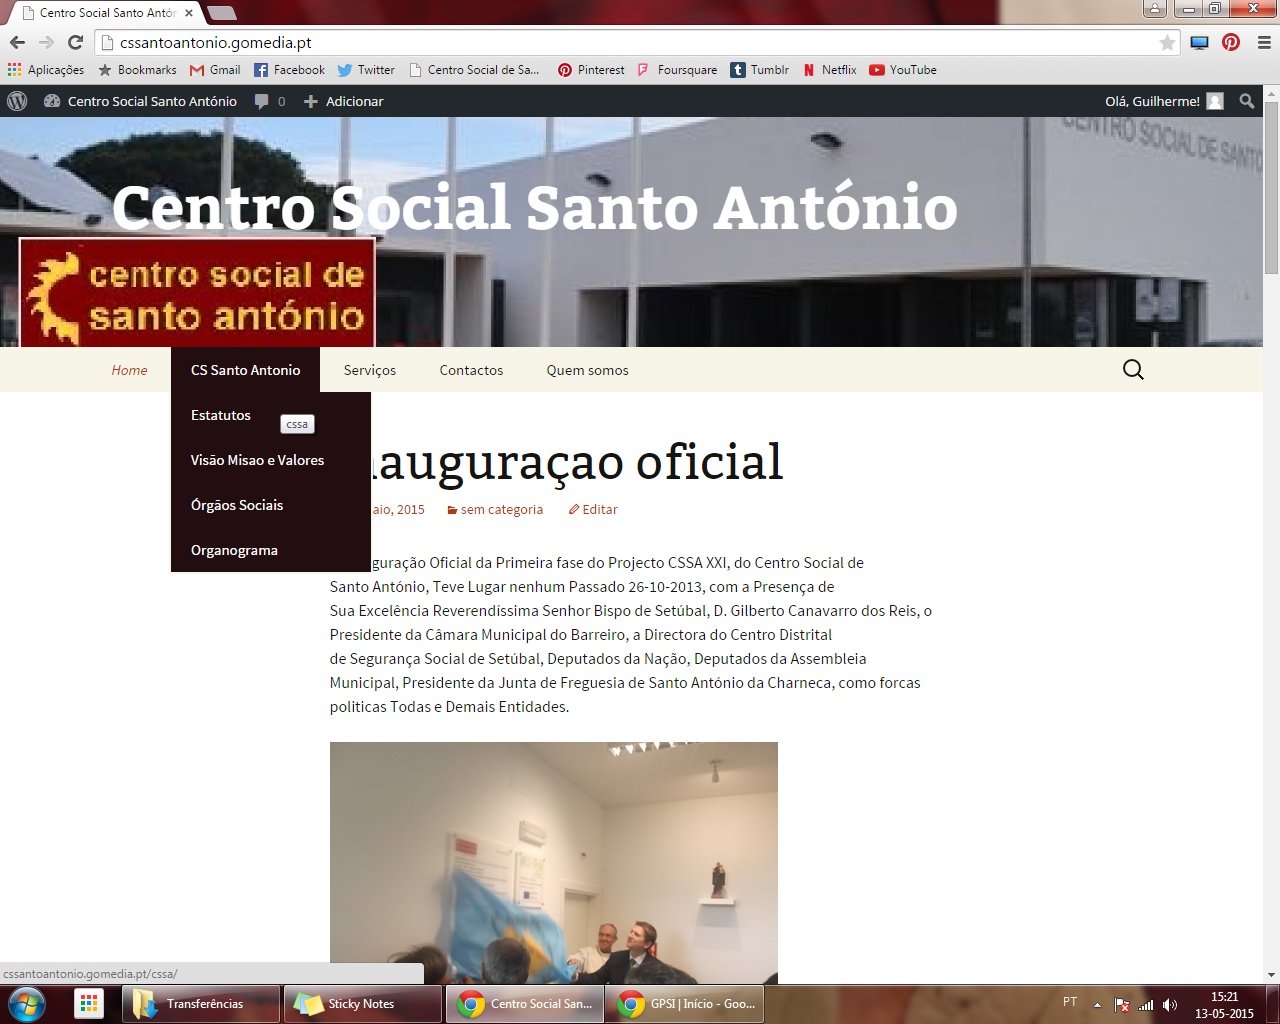 Centro Social Santo Antór
cssantoantonio.gomedia.pt
Aplicações Bookmarks Gmail Facebook Twitter Centro Social de Sa... Pinterest Foursquare Tumblr Netflix YouTube
Centro Social Santo António 0 Adicionar Olá, Guilherme!
CENTRO SOCIAL DE SANTO
Centro Social Santo António
centro social de
santo antónio
Home CS Santo Antonio Serviços Contactos Quem somos
Estatutos
cssa
Visão Misao e Valores
Órgãos Sociais
Organograma
auguraçao oficial
aio, 2015 sem categoria Editar
guração Oficial da Primeira fase do Projecto CSSA XXI, do Centro Social de
Santo António, Teve Lugar nenhum Passado 26-10-2013, com a Presença de
Sua Excelência Reverendíssima Senhor Bispo de Setúbal, D. Gilberto Canavarro dos Reis, o
Presidente da Câmara Municipal do Barreiro, a Directora do Centro Distrital
de Segurança Social de Setúbal, Deputados da Nação, Deputados da Assembleia
Municipal, Presidente da Junta de Freguesia de Santo António da Charneca, como forcas
politicas Todas e Demais Entidades.
cssantoantonio.gomedia.pt/cssa/
Transferências Sticky Notes Centro Social San... GPSI | Início - Goo... PT 15:21
13-05-2015